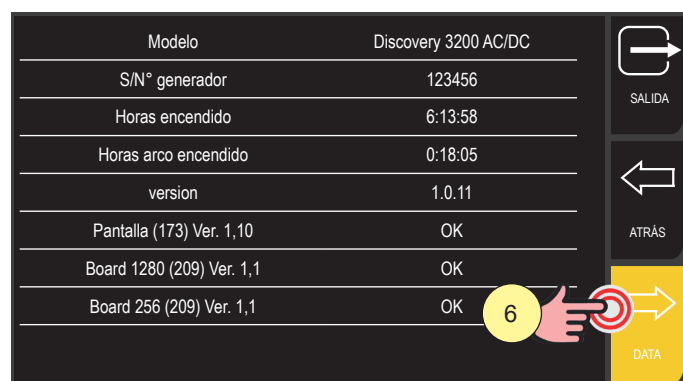 Modelo Discovery 3200 AC/DC
S/N° generador 123456
Horas encendido 6:13:58
Horas arco encendido 0:18:05
version 1.0.11
Pantalla (173) Ver. 1,10 OK
Board 1280 (209) Ver. 1,1 OK
Board 256 (209) Ver. 1,1 OK
6
SALIDA
ATRÁS
DATA